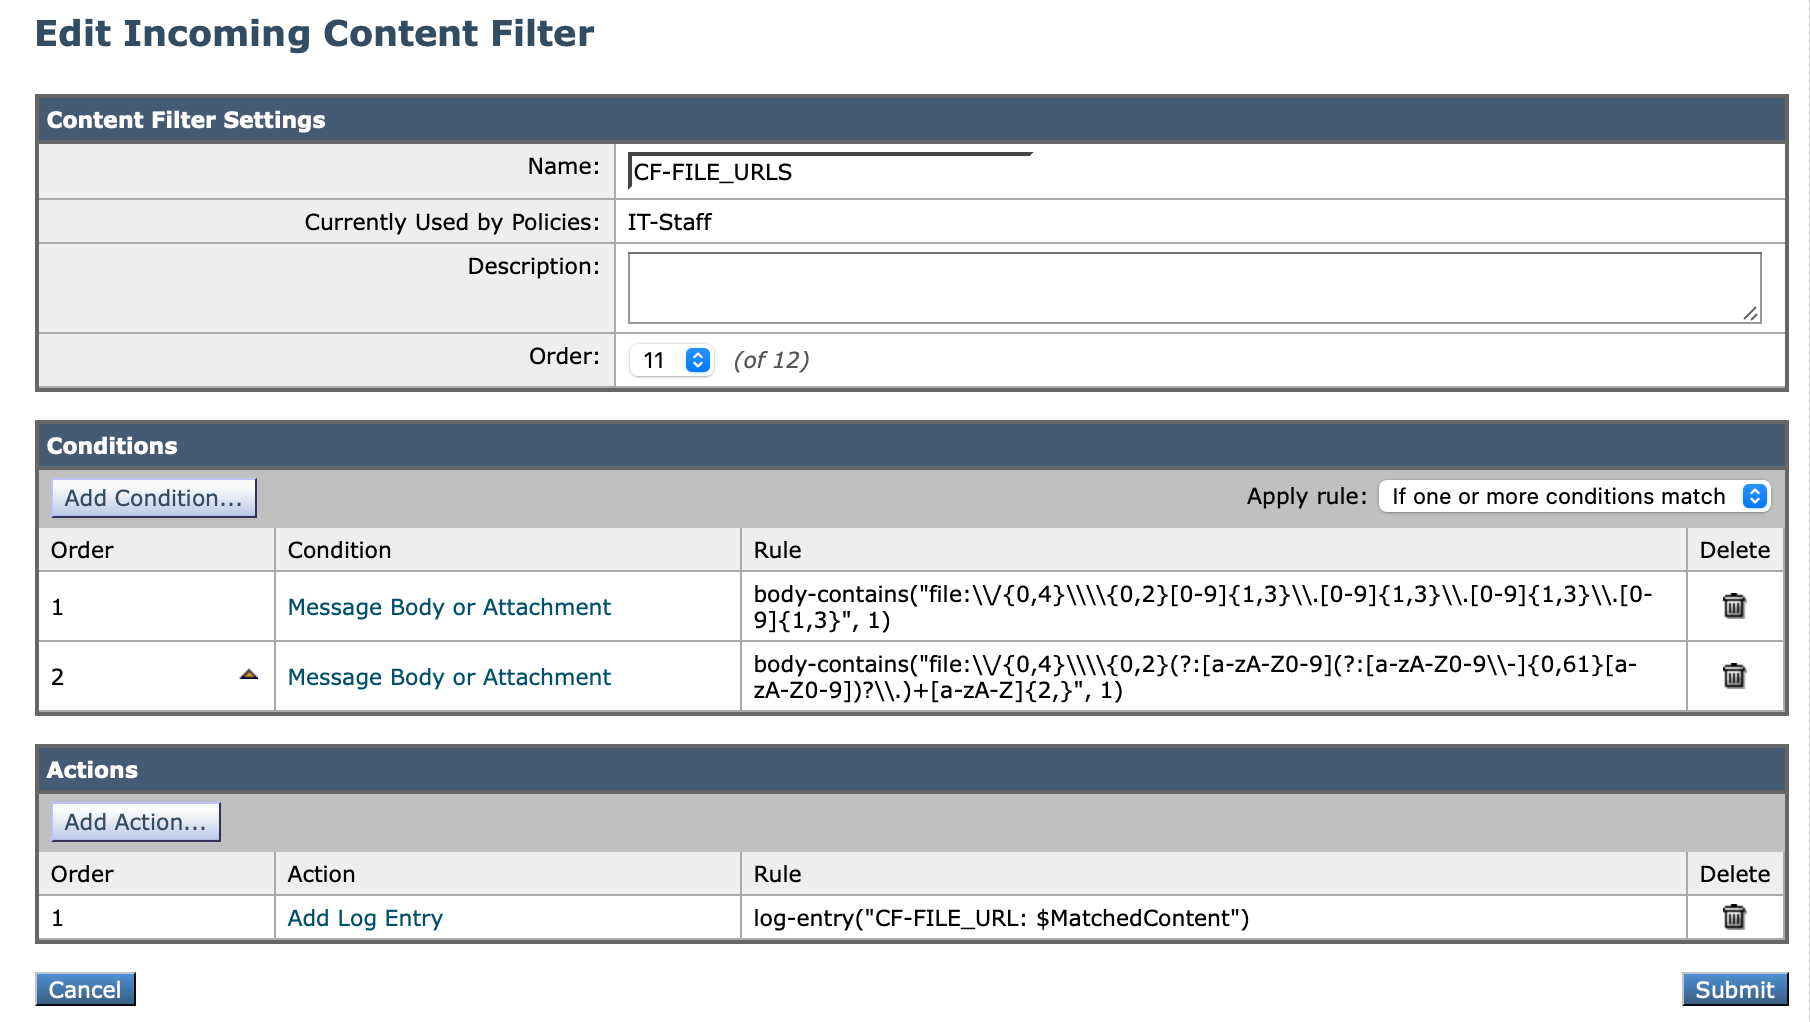 Edit Incoming Content Filter
Content Filter Settings
Name: CF-FILE_URLS
Currently Used by Policies: IT-Staff
Description:
Order: 11 (of 12)
Conditions
Add Condition... Apply rule: If one or more conditions match
Order Condition Rule Delete
1 Message Body or Attachment body-contains("file:\\/{0,4}\\\\{0,2}[0-9]{1,3}\\.[0-9]{1,3}\\.[0-9]{1,3}\\.[0-
9]{1,3}", 1)
2 Message Body or Attachment body-contains("file:\\/{0,4}\\\\{0,2}(?:[a-zA-Z0-9](?:[a-zA-Z0-9\\-]{0,61}[a-
zA-Z0-9])?\\.)+[a-zA-Z]{2,}", 1)
Actions
Add Action...
Order Action Rule Delete
1 Add Log Entry log-entry("CF-FILE_URL: $MatchedContent")
Cancel Submit